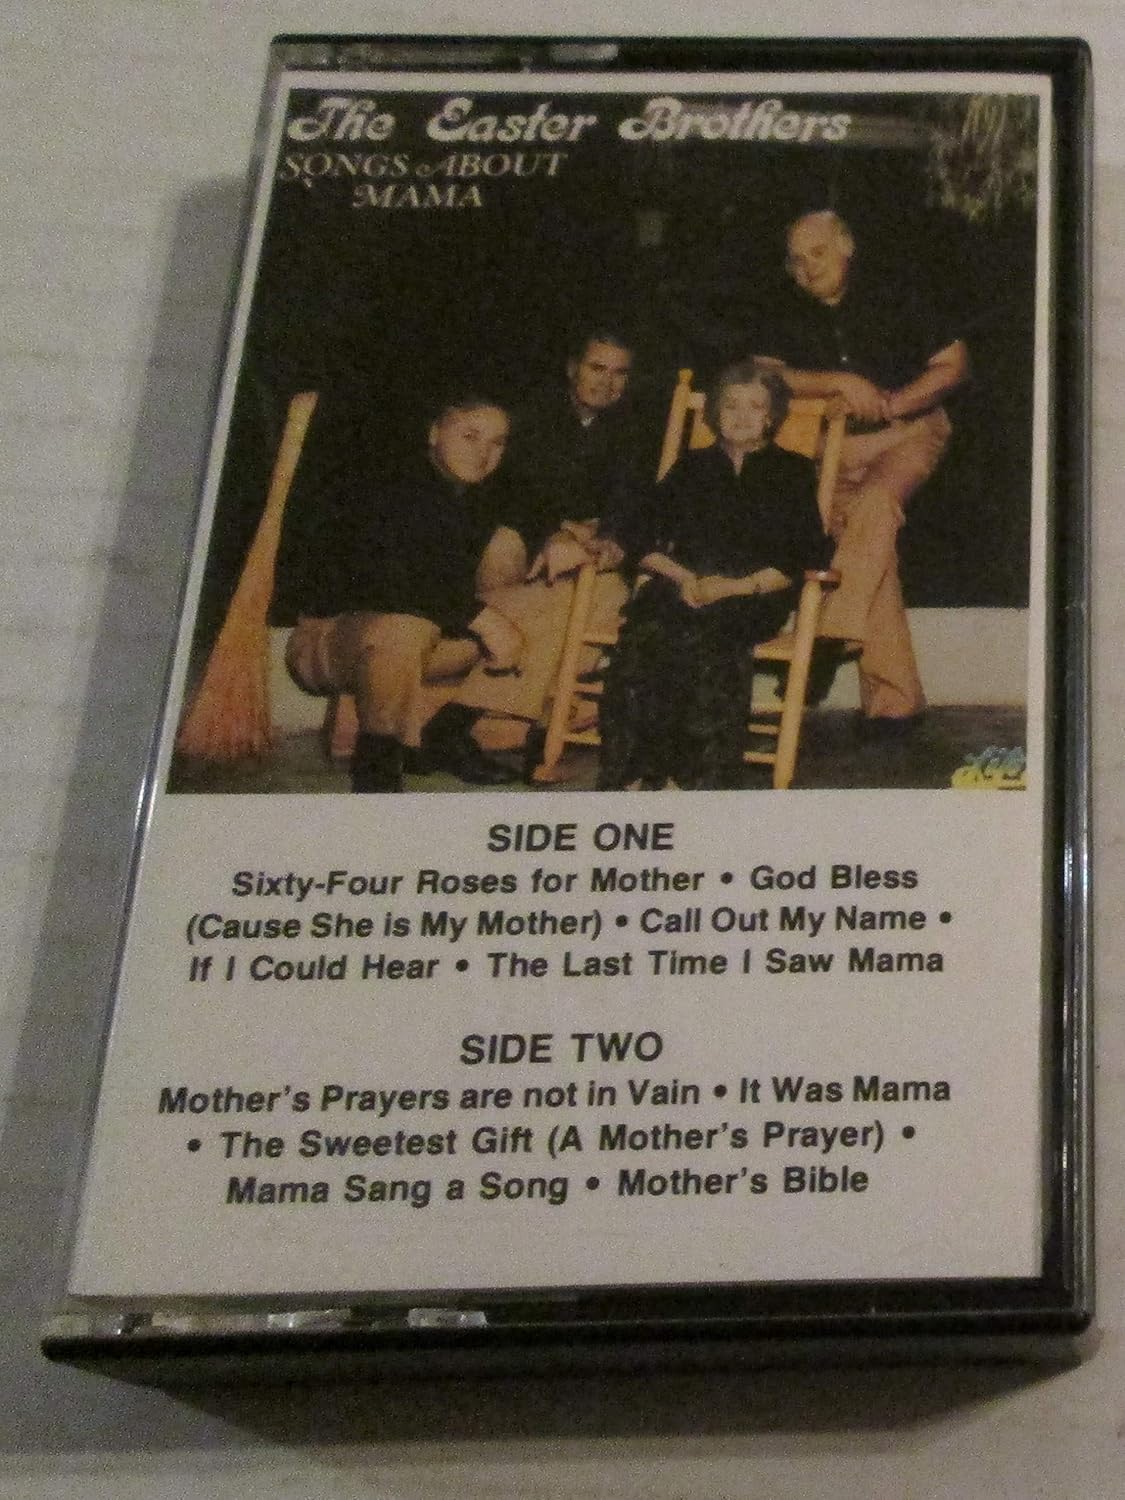 The Easter Brothers
SONGS ABOUT
MAMA
SIDE ONE
Sixty-Four Roses for Mother • God Bless
(Cause She is My Mother) • Call Out My Name •
If I Could Hear • The Last Time I Saw Mama
SIDE TWO
Mother's Prayers are not in Vain • It Was Mama
• The Sweetest Gift (A Mother's Prayer) •
Mama Sang a Song • Mother's Bible